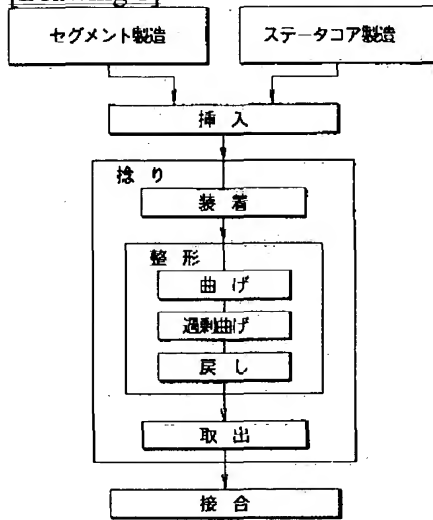 セグメント製造
ステータコア製造
挿入
捻り
装着
整形
曲げ
過剰曲げ
戻し
取出
接合